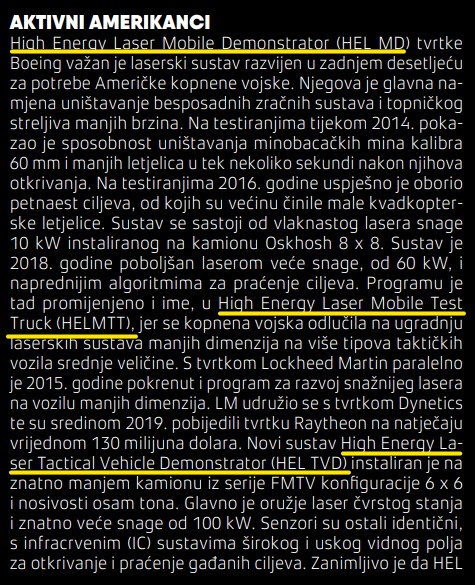 AKTIVNI AMERIKANCI
High Energy Laser Mobile Demonstrator (HEL MD) tvrtke
Boeing važan je laserski sustav razvijen u zadnjem desetljeću
za potrebe Američke kopnene vojske. Njegova je glavna na-
mjena uništavanje besposadnih zračnih sustava i topničkog
streljiva manjih brzina. Na testiranjima tijekom 2014. poka-
zao je sposobnost uništavanja minobacačkih mina kalibra
60 mm i manjih letjelica u tek nekoliko sekundi nakon njihova
otkrivanja. Na testiranjima 2016. godine uspješno je oborio
petnaest ciljeva, od kojih su većinu činile male kvadkopter-
ske letjelice. Sustav se sastoji od vlaknastog lasera snage
10 kW instaliranog na kamionu Oskhosh 8 x 8. Sustav je
2018. godine poboljšan laserom veće snage, od 60 kW, i
naprednijim algoritmima za praćenje ciljeva. Programu je
tad promijenjeno i ime, u High Energy Laser Mobile Test
Truck (HELMTT), jer se kopnena vojska odlučila na ugradnju
laserskih sustava manjih dimenzija na više tipova taktičkih
vozila srednje veličine. S tvrtkom Lockheed Martin paralelno
je 2015. godine pokrenut i program za razvoj snažnijeg lasera
na vozilu manjih dimenzija. LM udružio se s tvrtkom Dynetics
te su sredinom 2019. pobijedili tvrtku Raytheon na natječaju
vrijednom 130 milijuna dolara. Novi sustav High Energy La-
ser Tactical Vehicle Demonstrator (HEL TVD) instaliran je na
znatno manjem kamionu iz serije FMTV konfiguracije 6 x 6
i nosivosti osam tona. Glavno je oružje laser čvrstog stanja
i znatno veće snage od 100 kW. Senzori su ostali identični,
s infracrvenim (IC) sustavima širokog i uskog vidnog polja
za otkrivanje i praćenje gađanih ciljeva. Zanimljivo je da HEL